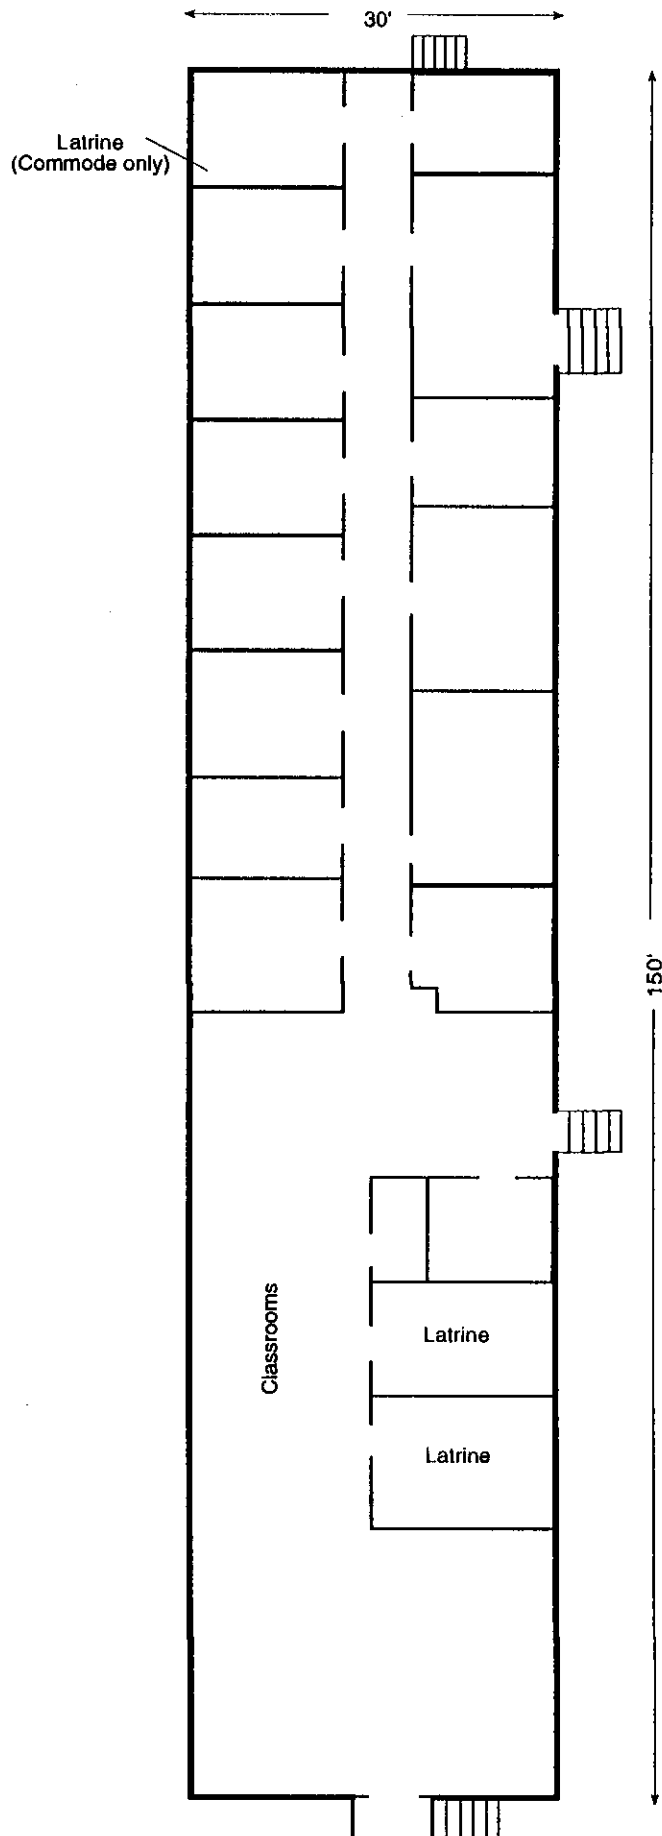 30'
Latrine
(Commode only)
150'
Classrooms
Latrine
Latrine